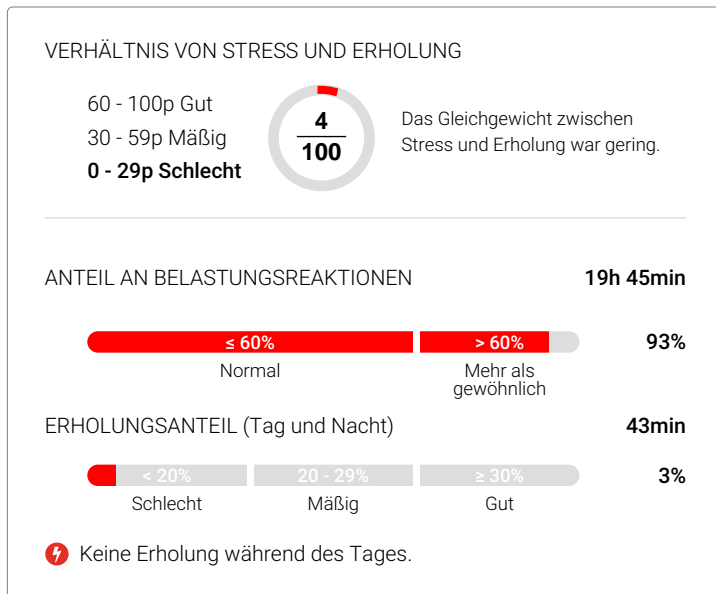 VERHÄLTNIS VON STRESS UND ERHOLUNG
60 - 100p Gut
30 - 59p Mäßig
0 - 29p Schlecht
4
100
Das Gleichgewicht zwischen
Stress und Erholung war gering.
ANTEIL AN BELASTUNGSREAKTIONEN 19h 45min
≤ 60% > 60% 93%
Normal Mehr als
gewöhnlich
ERHOLUNGSANTEIL (Tag und Nacht) 43min
< 20% 20 - 29% ≥ 30% 3%
Schlecht Mäßig Gut
Keine Erholung während des Tages.